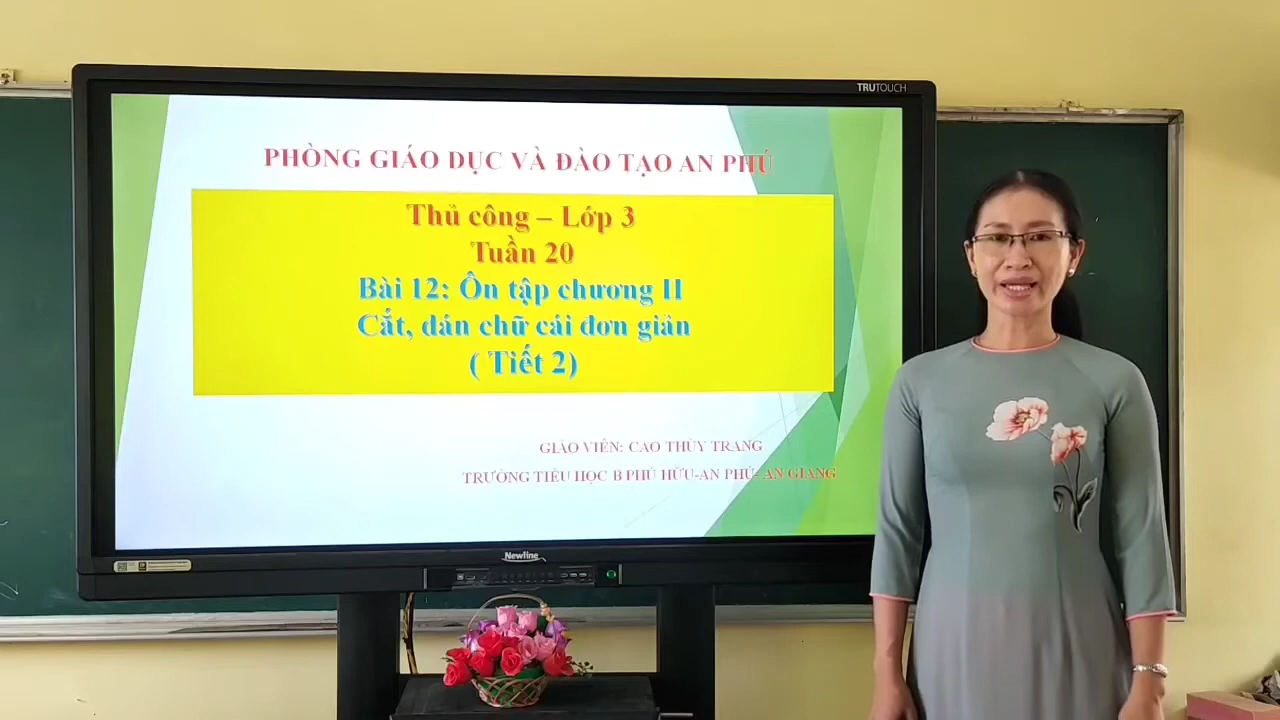 TRUTOUCH
PHÒNG GIÁO DỤC VÀ ĐÀO TẠO AN PHÚ
Thủ công – Lớp 3
Tuần 20
Bài 12: Ôn tập chương II
Cắt, dán chữ cái đơn giản
( Tiết 2)
GIÁO VIÊN: CAO THÙY TRANG
TRƯỜNG TIỂU HỌC B PHÚ HỮU-AN PHÚ- AN GIANG
Newline